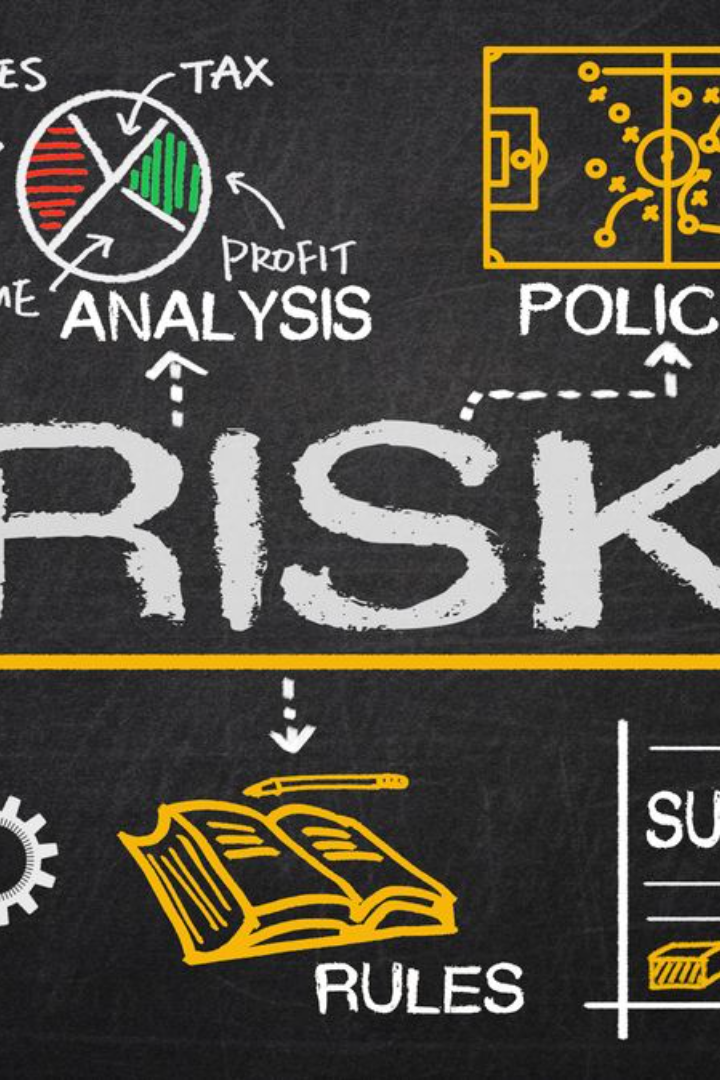 ES
TAX
PROFIT
ME
ANALYSIS
POLIC
RISK
SU
RULES